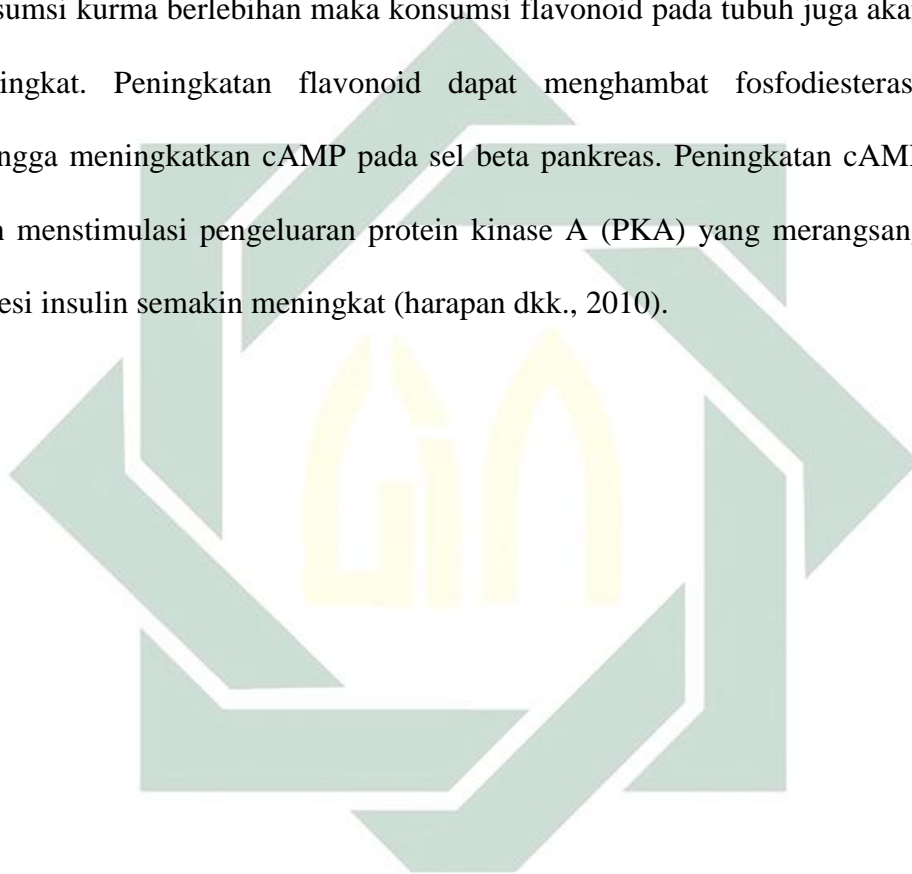 sumsi kurma berlebihan maka konsumsi flavonoid pada tubuh juga aka
ingkat. Peningkatan flavonoid dapat menghambat fosfodiesteras
ngga meningkatkan cAMP pada sel beta pankreas. Peningkatan cAM
n menstimulasi pengeluaran protein kinase A (PKA) yang merangsan
esi insulin semakin meningkat (harapan dkk., 2010).